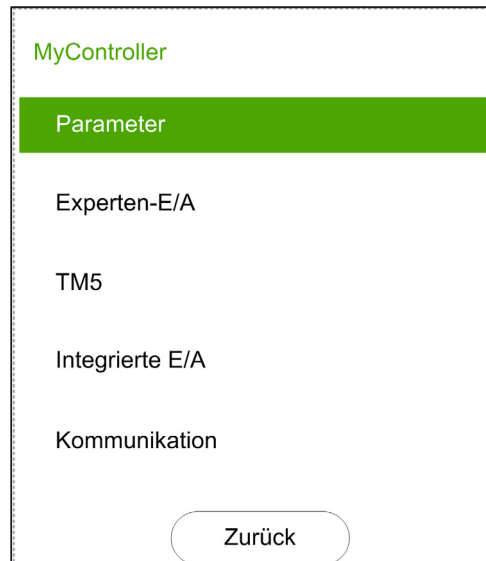 MyController
Parameter
Experten-E/A
TM5
Integrierte E/A
Kommunikation
Zurück